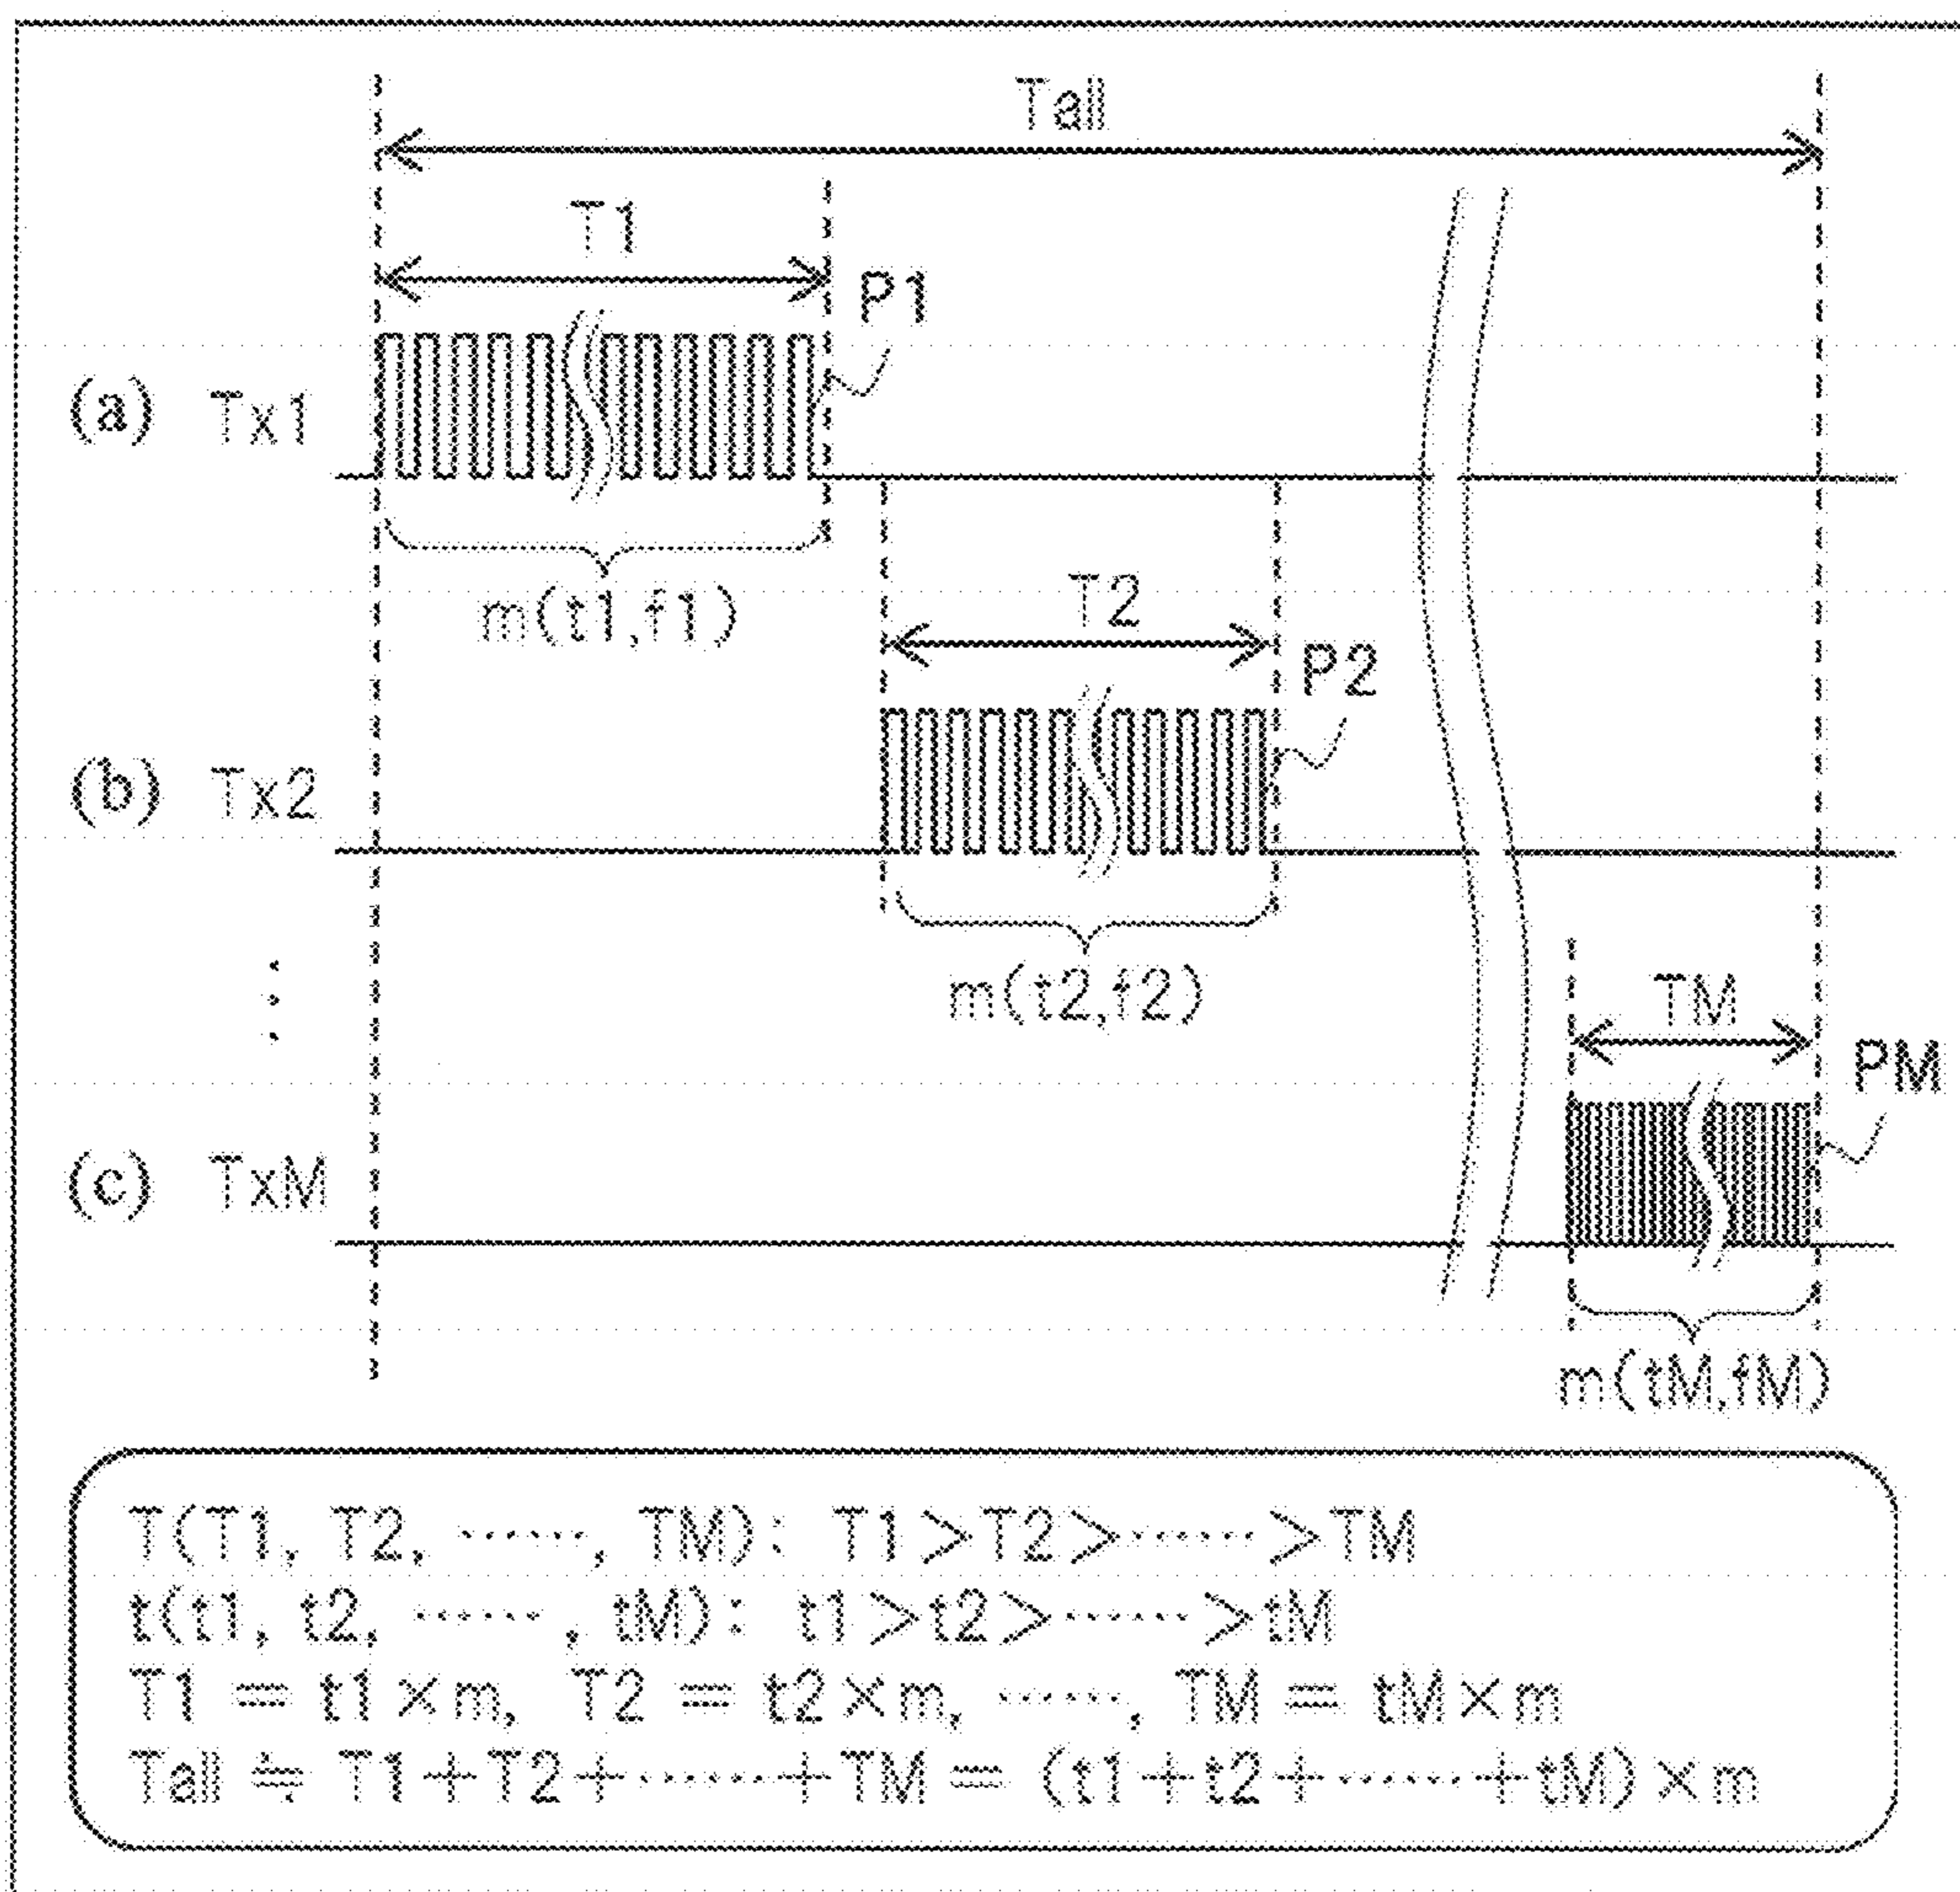 Tall
T1
P1
(a) Tx1
m(t1,f1)
T2
P2
(b) Tx2
m(t2,f2)
⋮
TM
PM
(c) TxM
m(tM,fM)
T(T1, T2, ……, TM): T1>T2>……>TM
t(t1, t2, ……, tM): t1>t2>……>tM
T1 = t1×m, T2 = t2×m, ……, TM = tM×m
Tall ≒ T1+T2+……+TM = (t1+t2+……+tM)×m